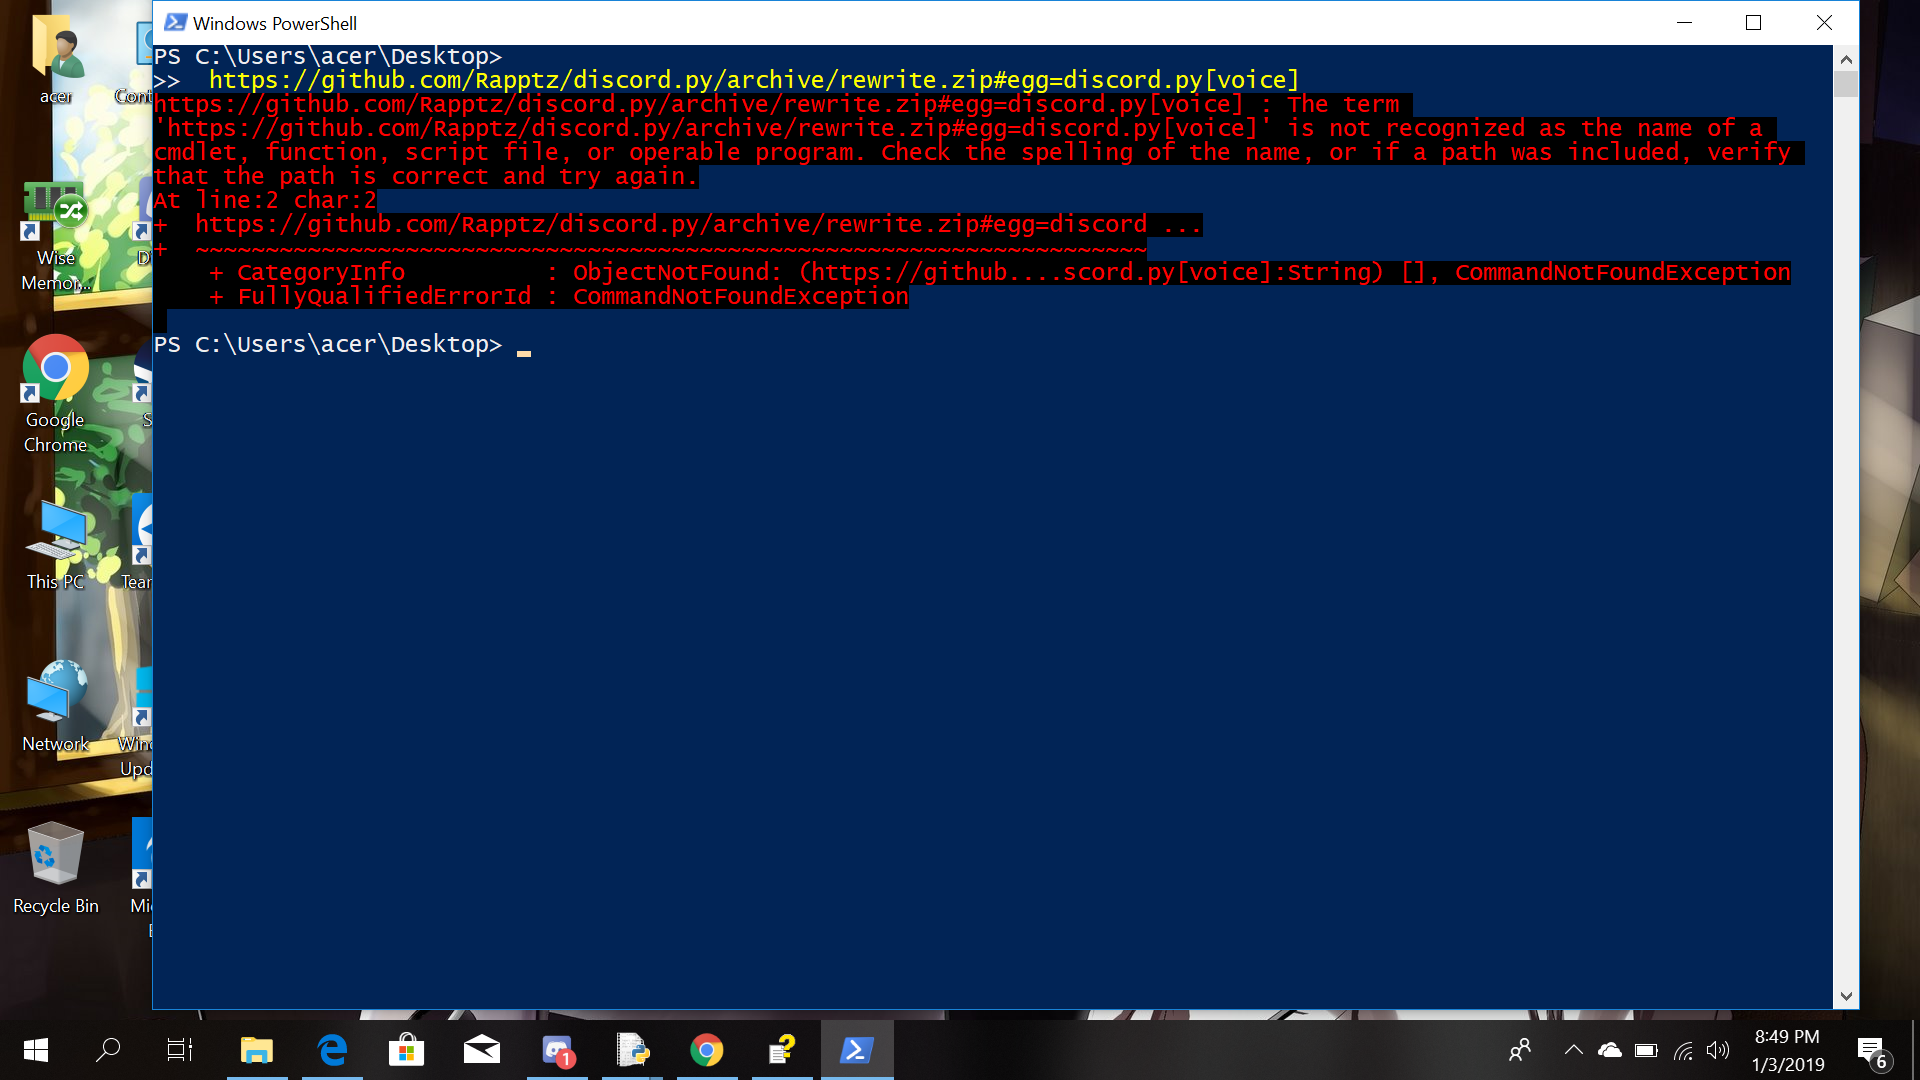 Windows PowerShell
PS C:\Users\acer\Desktop>
>>  https://github.com/Rapptz/discord.py/archive/rewrite.zip#egg=discord.py[voice]
https://github.com/Rapptz/discord.py/archive/rewrite.zip#egg=discord.py[voice] : The term
'https://github.com/Rapptz/discord.py/archive/rewrite.zip#egg=discord.py[voice]' is not recognized as the name of a
cmdlet, function, script file, or operable program. Check the spelling of the name, or if a path was included, verify
that the path is correct and try again.
At line:2 char:2
+  https://github.com/Rapptz/discord.py/archive/rewrite.zip#egg=discord ...
+  ~~~~~~~~~~~~~~~~~~~~~~~~~~~~~~~~~~~~~~~~~~~~~~~~~~~~~~~~~~~~~~~~~~~~
    + CategoryInfo          : ObjectNotFound: (https://github....scord.py[voice]:String) [], CommandNotFoundException
    + FullyQualifiedErrorId : CommandNotFoundException
PS C:\Users\acer\Desktop>
acer
Cont
Wise
Memor...
Google
Chrome
This PC
Team
Network
Wind
Upd
Recycle Bin
Mic
1
8:49 PM
1/3/2019
6